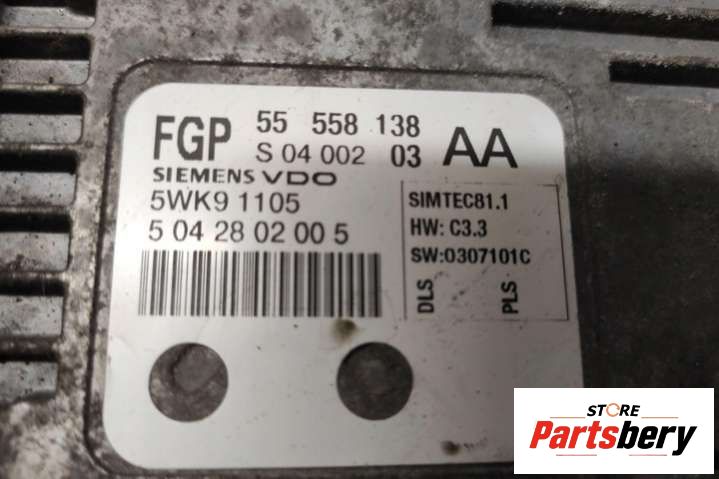 FGP 55 558 138 AA
S 04 002 03
SIEMENS VDO
5WK9 1105
5 04 28 02 00 5
SIMTEC81.1
HW: C3.3
SW:0307101C
DLS
PLS
STORE
Partsbery